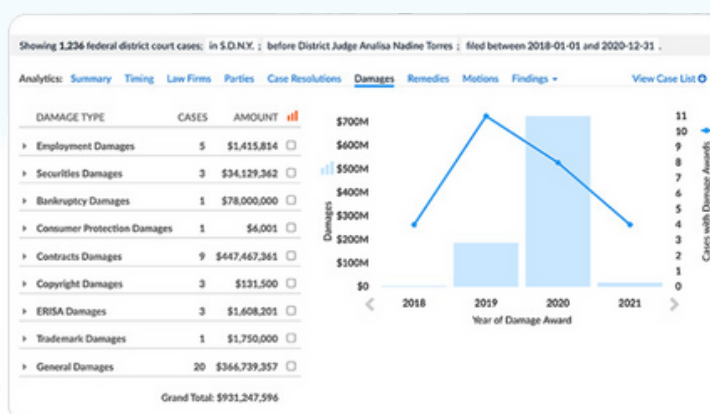 Showing 1,236 federal district court cases; in S.D.N.Y. ; before District Judge Analisa Nadine Torres ; filed between 2018-01-01 and 2020-12-31 .
Analytics: Summary Timing Law Firms Parties Case Resolutions Damages Remedies Motions Findings View Case List
DAMAGE TYPE CASES AMOUNT
Employment Damages 5 $1,415,814
Securities Damages 3 $34,129,362
Bankruptcy Damages 1 $78,000,000
Consumer Protection Damages 1 $6,001
Contracts Damages 9 $447,467,361
Copyright Damages 3 $131,500
ERISA Damages 3 $1,608,201
Trademark Damages 1 $1,750,000
General Damages 20 $366,739,357
Grand Total: $931,247,596
Damages
$700M
$600M
$500M
$400M
$300M
$200M
$100M
$0
2018 2019 2020 2021
Year of Damage Award
11
10
9
8
7
6
5
4
3
2
1
0
Cases with Damage Awards